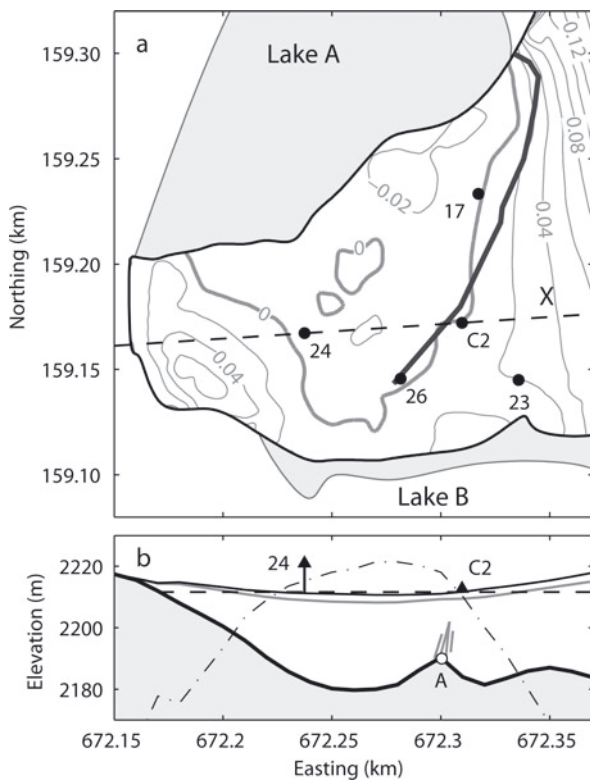 a
Lake A
159.30
0.12
0.08
-0.02
159.25
17
0.04
0
159.20
X
0
24
C2
159.15
0.04
26
23
159.10
Lake B
Northing (km)
b
2220
24
C2
2200
2180
A
Elevation (m)
672.15
672.2
672.25
672.3
672.35
Easting (km)